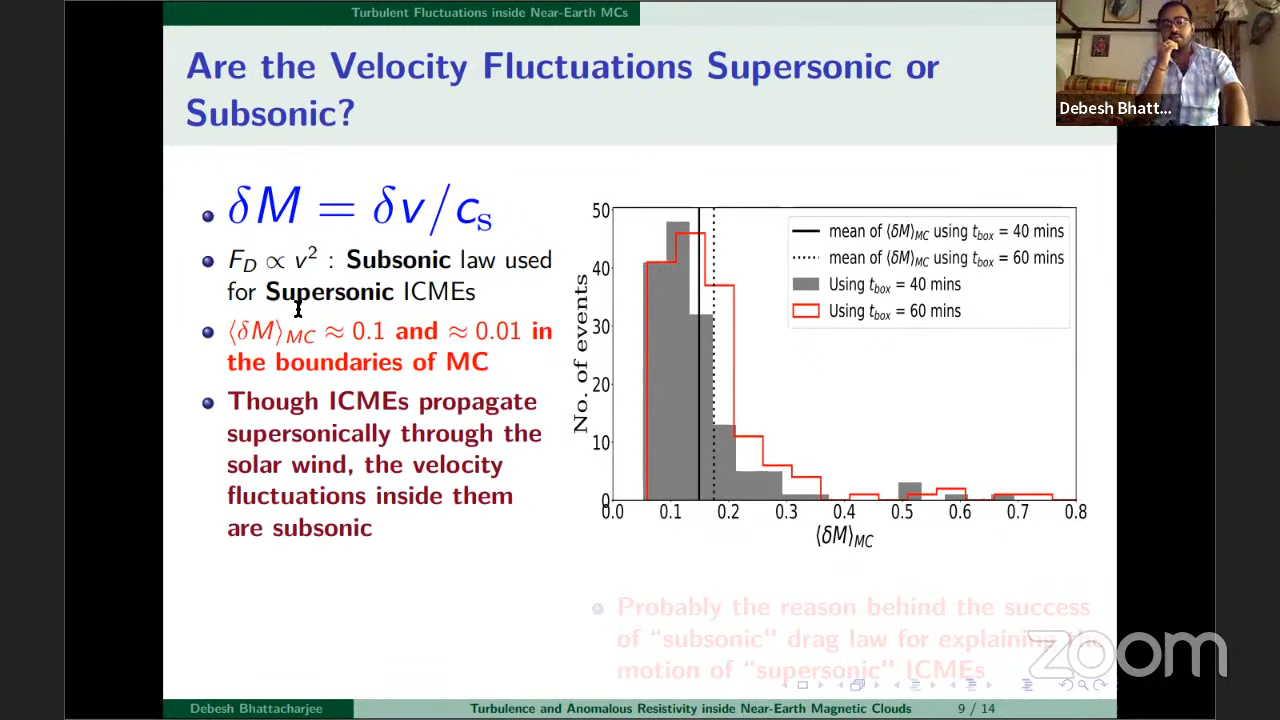 Turbulent Fluctuations inside Near-Earth MCs
Are the Velocity Fluctuations Supersonic or
Subsonic?
Debesh Bhatt...
δM = δv/c_s
F_D ∝ v² : Subsonic law used
for Supersonic ICMEs
⟨δM⟩_MC ≈ 0.1 and ≈ 0.01 in
the boundaries of MC
Though ICMEs propagate
supersonically through the
solar wind, the velocity
fluctuations inside them
are subsonic
No. of events
50
40
30
20
10
0
mean of ⟨δM⟩_MC using t_box = 40 mins
mean of ⟨δM⟩_MC using t_box = 60 mins
Using t_box = 40 mins
Using t_box = 60 mins
0.0 0.1 0.2 0.3 0.4 0.5 0.6 0.7 0.8
⟨δM⟩_MC
Probably the reason behind the success
of “subsonic” drag law for explaining the
motion of “supersonic” ICMEs
zoom
Debesh Bhattacharjee
Turbulence and Anomalous Resistivity inside Near-Earth Magnetic Clouds
9 / 14